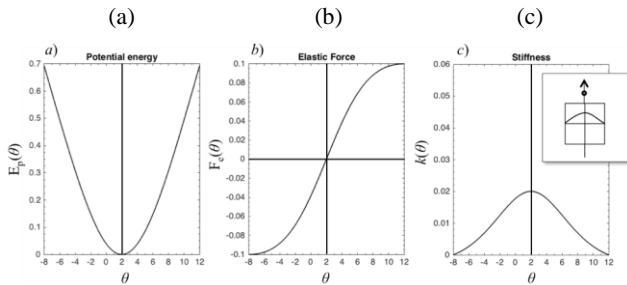 (a) (b) (c)
a) Potential energy
b) Elastic Force
c) Stiffness
E_p(θ)
0.7
0.6
0.5
0.4
0.3
0.2
0.1
0
-8 -6 -4 -2 0 2 4 6 8 10 12
θ
F_e(θ)
0.1
0.08
0.06
0.04
0.02
0
-0.02
-0.04
-0.06
-0.08
-0.1
-8 -6 -4 -2 0 2 4 6 8 10 12
θ
k(θ)
0.06
0.05
0.04
0.03
0.02
0.01
0
-8 -6 -4 -2 0 2 4 6 8 10 12
θ